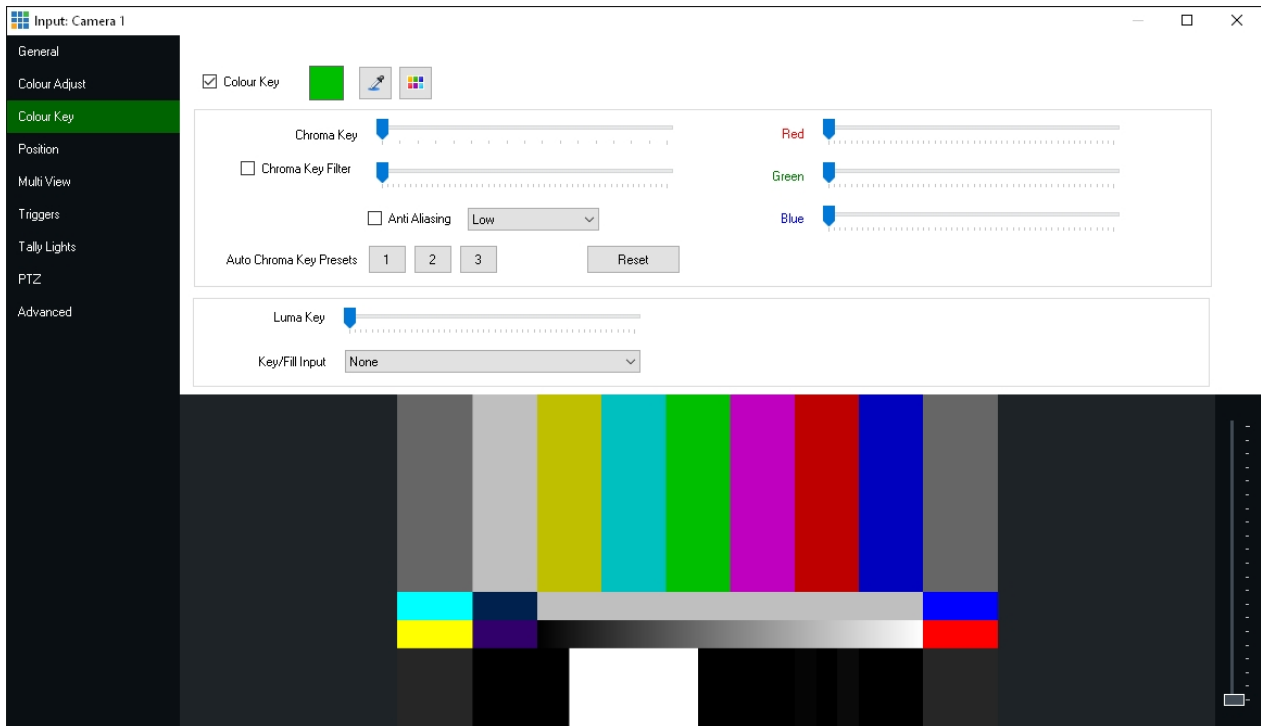 Input: Camera 1
General
Colour Adjust
Colour Key
Position
Multi View
Triggers
Tally Lights
PTZ
Advanced
Colour Key
Chroma Key
Chroma Key Filter
Anti Aliasing Low
Auto Chroma Key Presets 1 2 3 Reset
Red
Green
Blue
Luma Key
Key/Fill Input None